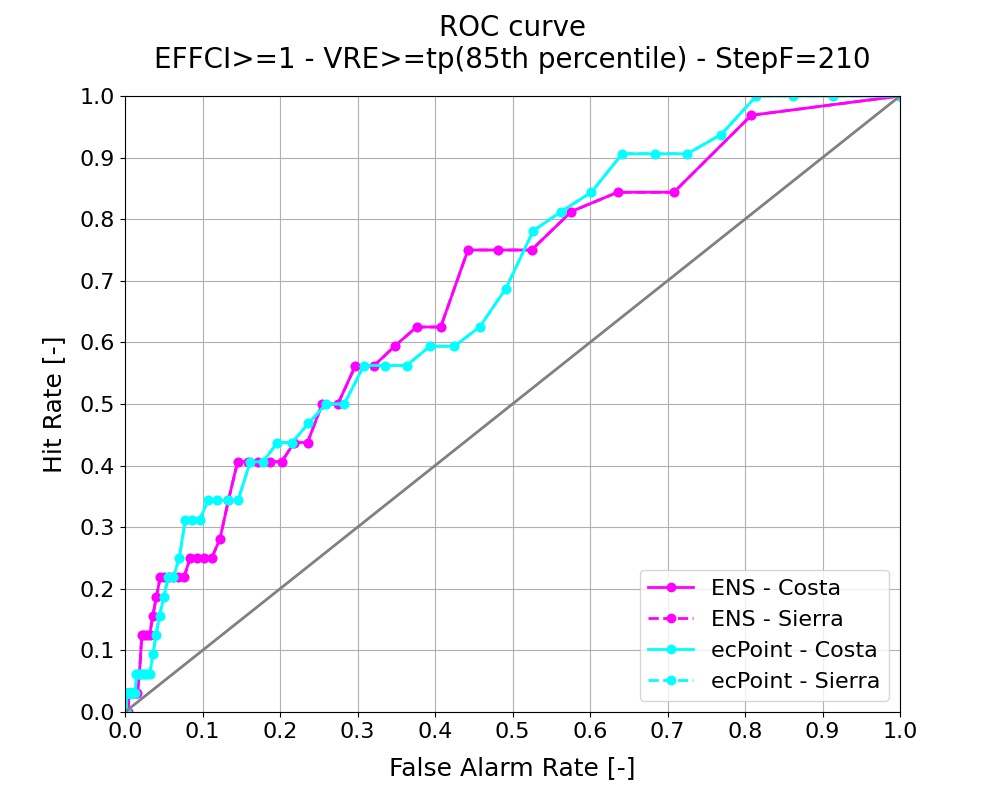 ROC curve
EFFCI>=1 - VRE>=tp(85th percentile) - StepF=210
1.0
0.9
0.8
0.7
0.6
0.5
0.4
0.3
0.2
0.1
0.0
Hit Rate [-]
ENS - Costa
ENS - Sierra
ecPoint - Costa
ecPoint - Sierra
0.0 0.1 0.2 0.3 0.4 0.5 0.6 0.7 0.8 0.9 1.0
False Alarm Rate [-]